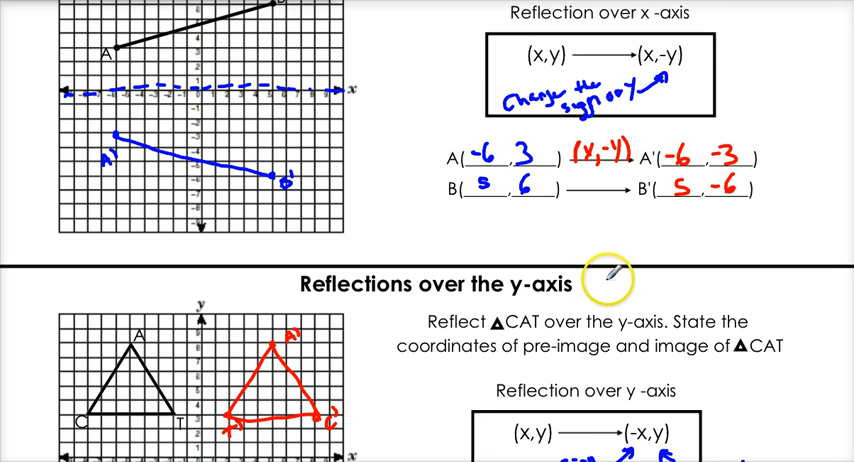 Reflection over x -axis
(x,y) → (x,-y)
Change the
sign of y
A(-6, 3) (x,-y) → A'(-6, -3)
B(5, 6) → B'(5, -6)
A
x
A'
B'
Reflections over the y-axis
y
Reflect ▲CAT over the y-axis. State the
coordinates of pre-image and image of ▲CAT
A A'
C T T' C'
x
Reflection over y -axis
(x,y) → (-x,y)
sign